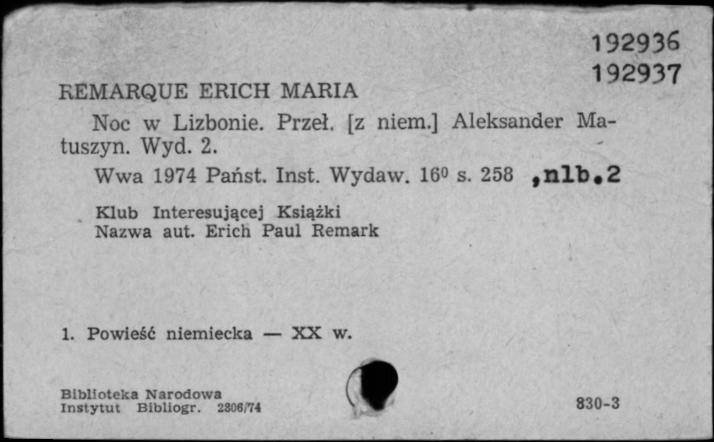 192936
192937
REMARQUE ERICH MARIA
Noc w Lizbonie. Przeł. [z niem.] Aleksander Ma-
tuszyn. Wyd. 2.
Wwa 1974 Państ. Inst. Wydaw. 16⁰ s. 258 ,nlb.2
Klub Interesującej Książki
Nazwa aut. Erich Paul Remark
1. Powieść niemiecka — XX w.
Biblioteka Narodowa
Instytut Bibliogr. 2806/74
830-3